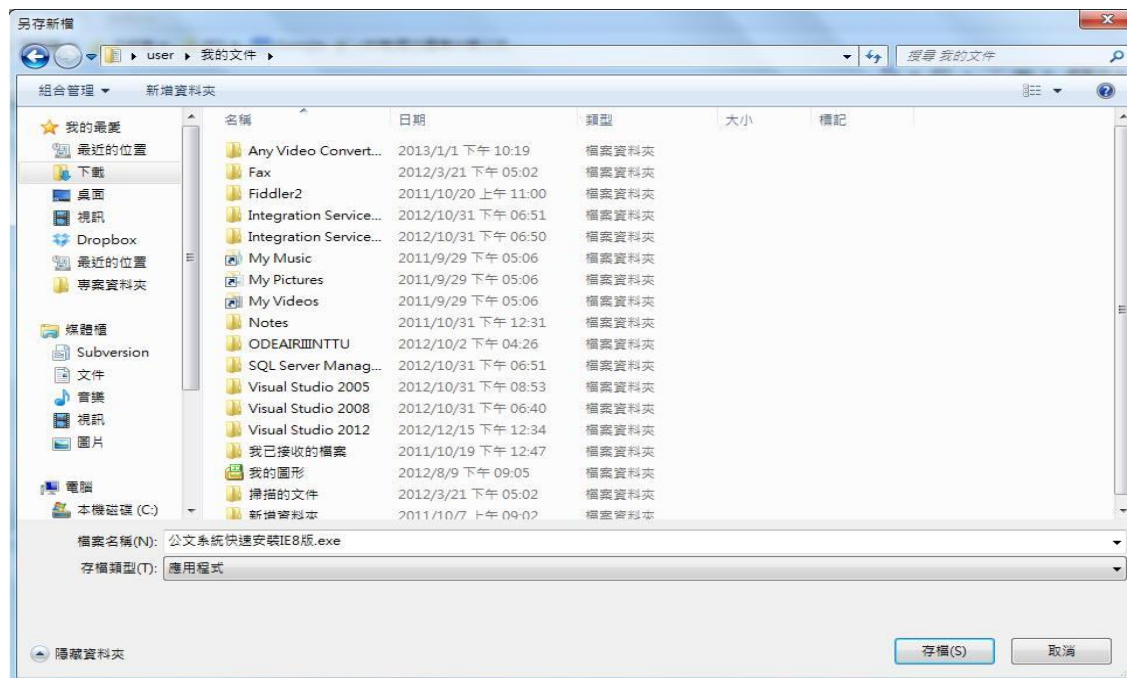 另存新檔
user ▸ 我的文件 ▸
搜尋 我的文件
組合管理 ▾ 新增資料夾
我的最愛
最近的位置
下載
桌面
視訊
Dropbox
最近的位置
專案資料夾
媒體櫃
Subversion
文件
音樂
視訊
圖片
電腦
本機磁碟 (C:)
名稱 日期 類型 大小 標記
Any Video Convert... 2013/1/1 下午 10:19 檔案資料夾
Fax 2012/3/21 下午 05:02 檔案資料夾
Fiddler2 2011/10/20 上午 11:00 檔案資料夾
Integration Service... 2012/10/31 下午 06:51 檔案資料夾
Integration Service... 2012/10/31 下午 06:50 檔案資料夾
My Music 2011/9/29 下午 05:06 檔案資料夾
My Pictures 2011/9/29 下午 05:06 檔案資料夾
My Videos 2011/9/29 下午 05:06 檔案資料夾
Notes 2011/10/31 下午 12:31 檔案資料夾
ODEAIRIIINTTU 2012/10/2 下午 04:26 檔案資料夾
SQL Server Manag... 2012/10/31 下午 06:51 檔案資料夾
Visual Studio 2005 2012/10/31 下午 08:53 檔案資料夾
Visual Studio 2008 2012/10/31 下午 06:40 檔案資料夾
Visual Studio 2012 2012/12/15 下午 12:34 檔案資料夾
我已接收的檔案 2011/10/19 下午 12:47 檔案資料夾
我的圖形 2012/8/9 下午 09:05 檔案資料夾
掃描的文件 2012/3/21 下午 05:02 檔案資料夾
新增資料夾 2011/10/7 上午 09:02 檔案資料夾
檔案名稱(N): 公文系統快速安裝IE8版.exe
存檔類型(T): 應用程式
隱藏資料夾
存檔(S) 取消